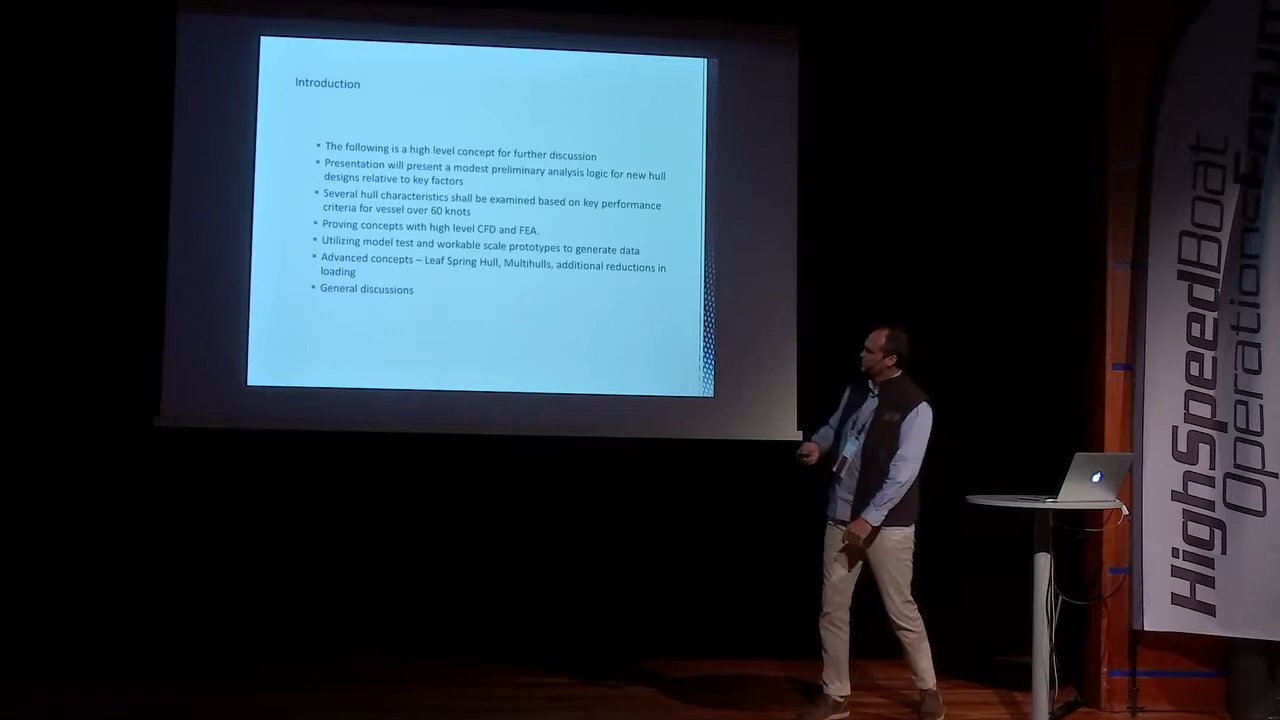 Introduction
The following is a high level concept for further discussion
Presentation will present a modest preliminary analysis logic for new hull
designs relative to key factors
Several hull characteristics shall be examined based on key performance
criteria for vessel over 60 knots
Proving concepts with high level CFD and FEA.
Utilizing model test and workable scale prototypes to generate data
Advanced concepts – Leaf Spring Hull, Multihulls, additional reductions in
loading
General discussions
HighSpeedBoat
OperationsForum